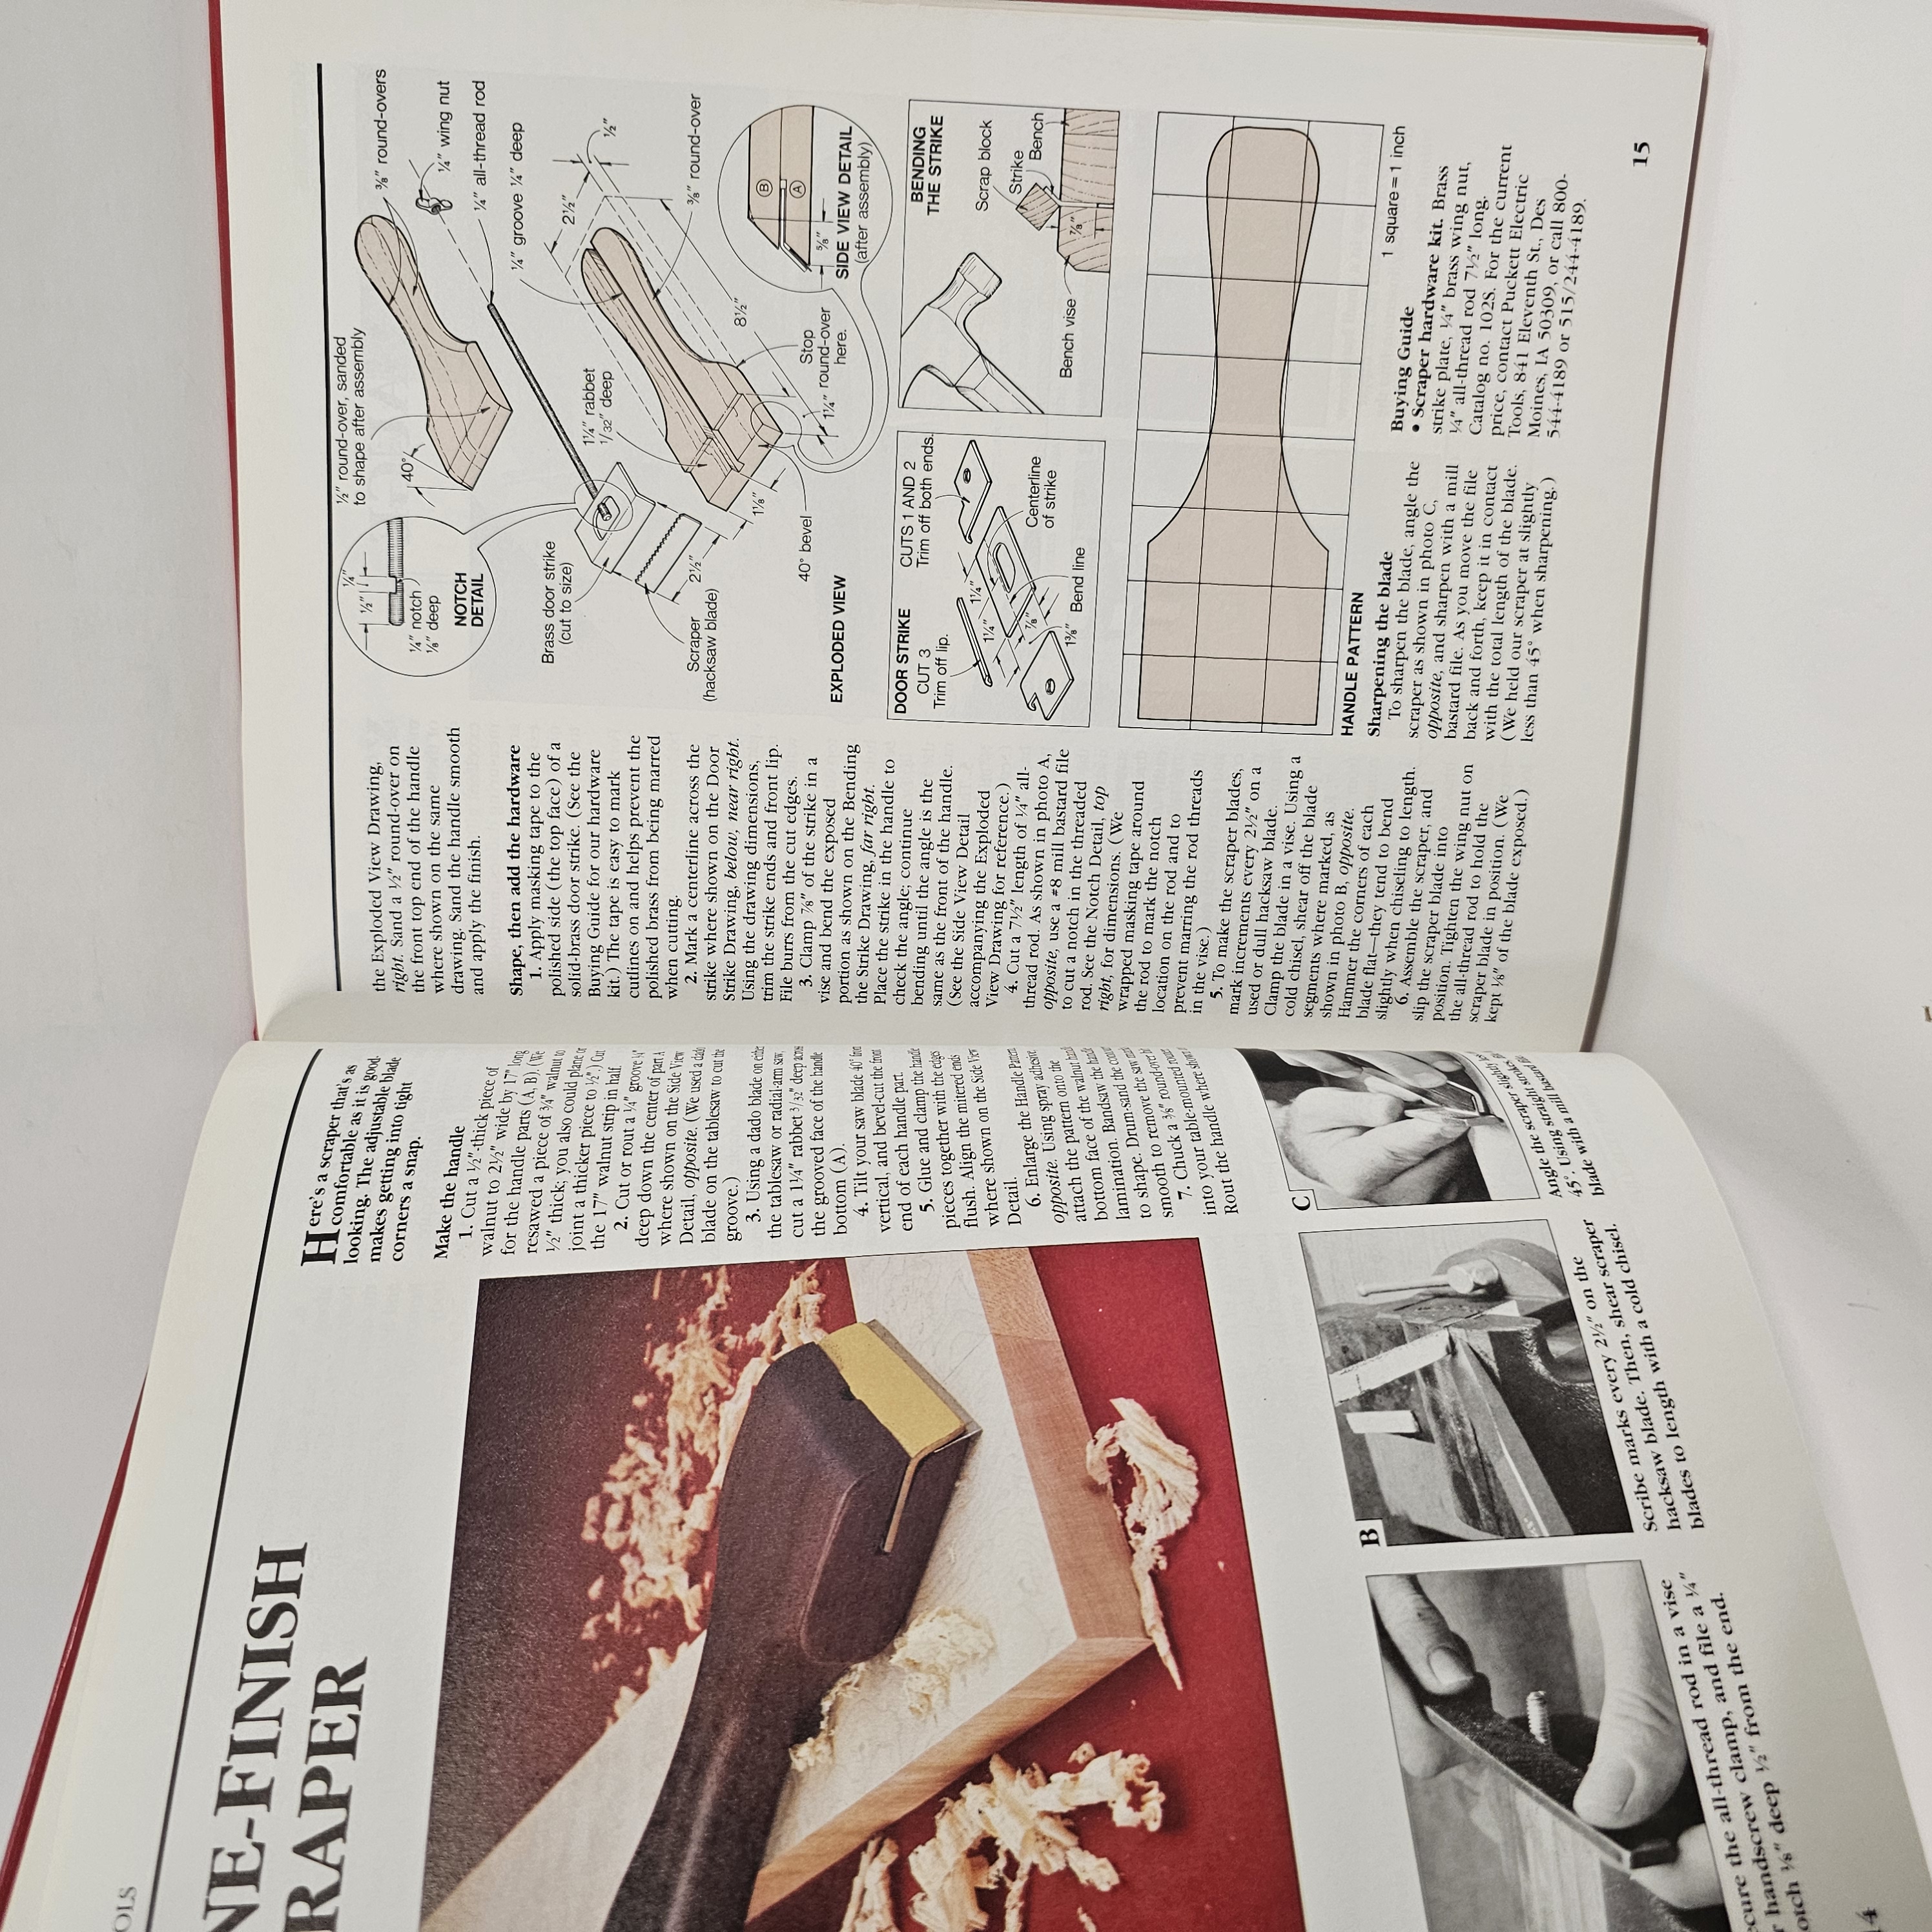 OLS
NE-FINISH
RAPER
Here's a scraper that's as
comfortable as it is good-
looking. The adjustable blade
makes getting into tight
corners a snap.
Make the handle
1. Cut a ½"-thick piece of
walnut to 2½" wide by 17" long
for the handle parts (A, B). (We
resawed a piece of ¾" walnut to
½" thick; you also could plane or
joint a thicker piece to ½".) Cut
the 17" walnut strip in half.
2. Cut or rout a ¼" groove ¼"
deep down the center of part A
where shown on the Side View
Detail, opposite. (We used a dado
blade on the tablesaw to cut the
groove.)
3. Using a dado blade on either
the tablesaw or radial-arm saw,
cut a 1¼" rabbet 3/32" deep across
the grooved face of the handle
bottom (A).
4. Tilt your saw blade 40° from
vertical, and bevel-cut the front
end of each handle part.
5. Glue and clamp the handle
pieces together with the edges
flush. Align the mitered ends
where shown on the Side View
Detail.
6. Enlarge the Handle Pattern,
opposite. Using spray adhesive,
attach the pattern onto the
bottom face of the walnut handle
lamination. Bandsaw the handle
to shape. Drum-sand the contours
smooth to remove the saw marks.
7. Chuck a ⅜" round-over bit
into your table-mounted router.
Rout the handle where shown
ecure the all-thread rod in a vise
r handscrew clamp, and file a ¼"
otch ⅛" deep ½" from the end.
B
Scribe marks every 2½" on the
hacksaw blade. Then, shear scraper
blades to length with a cold chisel.
C
Angle the scraper slightly less
45°. Using straight strokes,
blade with a mill bastard file.
14
the Exploded View Drawing,
right. Sand a ½" round-over on
the front top end of the handle
where shown on the same
drawing. Sand the handle smooth
and apply the finish.
Shape, then add the hardware
1. Apply masking tape to the
polished side (the top face) of a
solid-brass door strike. (See the
Buying Guide for our hardware
kit.) The tape is easy to mark
cutlines on and helps prevent the
polished brass from being marred
when cutting.
2. Mark a centerline across the
strike where shown on the Door
Strike Drawing, below, near right.
Using the drawing dimensions,
trim the strike ends and front lip.
File burrs from the cut edges.
3. Clamp ⅞" of the strike in a
vise and bend the exposed
portion as shown on the Bending
the Strike Drawing, far right.
Place the strike in the handle to
check the angle; continue
bending until the angle is the
same as the front of the handle.
(See the Side View Detail
accompanying the Exploded
View Drawing for reference.)
4. Cut a 7½" length of ¼" all-
thread rod. As shown in photo A,
opposite, use a #8 mill bastard file
to cut a notch in the threaded
rod. See the Notch Detail, top
right, for dimensions. (We
wrapped masking tape around
the rod to mark the notch
location on the rod and to
prevent marring the rod threads
in the vise.)
5. To make the scraper blades,
mark increments every 2½" on a
used or dull hacksaw blade.
Clamp the blade in a vise. Using a
cold chisel, shear off the blade
segments where marked, as
shown in photo B, opposite.
Hammer the corners of each
blade flat—they tend to bend
slightly when chiseling to length.
6. Assemble the scraper, and
slip the scraper blade into
position. Tighten the wing nut on
the all-thread rod to hold the
scraper blade in position. (We
kept ⅛" of the blade exposed.)
¼"
½"
¼" notch
⅛" deep
NOTCH
DETAIL
½" round-over, sanded
to shape after assembly
40°
⅜" round-overs
¼" wing nut
¼" all-thread rod
¼" groove ¼" deep
Brass door strike
(cut to size)
1¼" rabbet
1/32" deep
2½"
½"
Scraper
(hacksaw blade)
2½"
⅜" round-over
1⅛"
8½"
40° bevel
1¼"
Stop
round-over
here.
B
A
⅝"
SIDE VIEW DETAIL
(after assembly)
EXPLODED VIEW
DOOR STRIKE
CUT 3
Trim off lip.
CUTS 1 AND 2
Trim off both ends.
1¼"
1¼"
⅞"
1⅜"
Centerline
of strike
Bend line
BENDING
THE STRIKE
Scrap block
Strike
Bench
Bench vise
⅞"
HANDLE PATTERN
1 square = 1 inch
Sharpening the blade
To sharpen the blade, angle the
scraper as shown in photo C,
opposite, and sharpen with a mill
bastard file. As you move the file
back and forth, keep it in contact
with the total length of the blade.
(We held our scraper at slightly
less than 45° when sharpening.)
Buying Guide
• Scraper hardware kit. Brass
strike plate, ¼" brass wing nut,
¼" all-thread rod 7½" long.
Catalog no. 102S. For the current
price, contact Puckett Electric
Tools, 841 Eleventh St., Des
Moines, IA 50309, or call 800-
544-4189 or 515/244-4189.
15